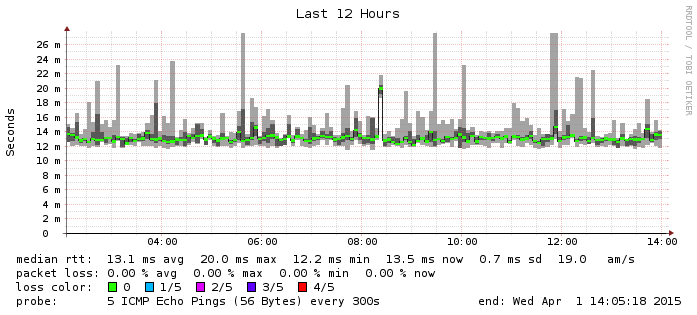 Last 12 Hours
RRDTOOL / TOBI OETIKER
Seconds
26 m
24 m
22 m
20 m
18 m
16 m
14 m
12 m
10 m
8 m
6 m
4 m
2 m
0
04:00 06:00 08:00 10:00 12:00 14:00
median rtt: 13.1 ms avg 20.0 ms max 12.2 ms min 13.5 ms now 0.7 ms sd 19.0 am/s
packet loss: 0.00 % avg 0.00 % max 0.00 % min 0.00 % now
loss color: 0 1/5 2/5 3/5 4/5
probe: 5 ICMP Echo Pings (56 Bytes) every 300s end: Wed Apr 1 14:05:18 2015